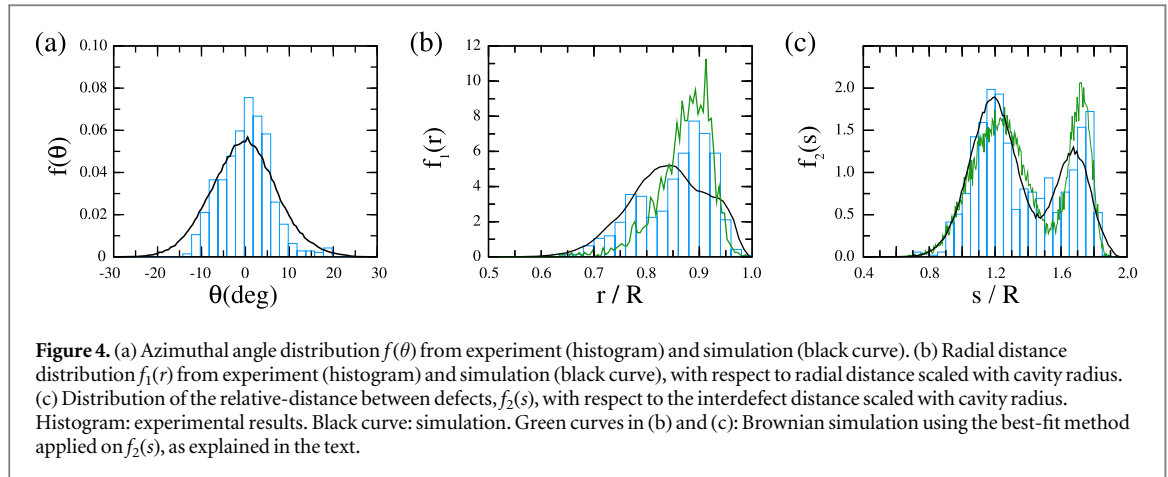 (a)
(b)
(c)
0.10
0.08
0.06
0.04
0.02
0
f(θ)
-30 -20 -10 0 10 20 30
θ(deg)
12
10
8
6
4
2
0
f₁(r)
0.5 0.6 0.7 0.8 0.9 1.0
r / R
2.0
1.5
1.0
0.5
0.0
f₂(s)
0.4 0.8 1.2 1.6 2.0
s / R
Figure 4. (a) Azimuthal angle distribution f(θ) from experiment (histogram) and simulation (black curve). (b) Radial distance
distribution f₁(r) from experiment (histogram) and simulation (black curve), with respect to radial distance scaled with cavity radius.
(c) Distribution of the relative-distance between defects, f₂(s), with respect to the interdefect distance scaled with cavity radius.
Histogram: experimental results. Black curve: simulation. Green curves in (b) and (c): Brownian simulation using the best-fit method
applied on f₂(s), as explained in the text.